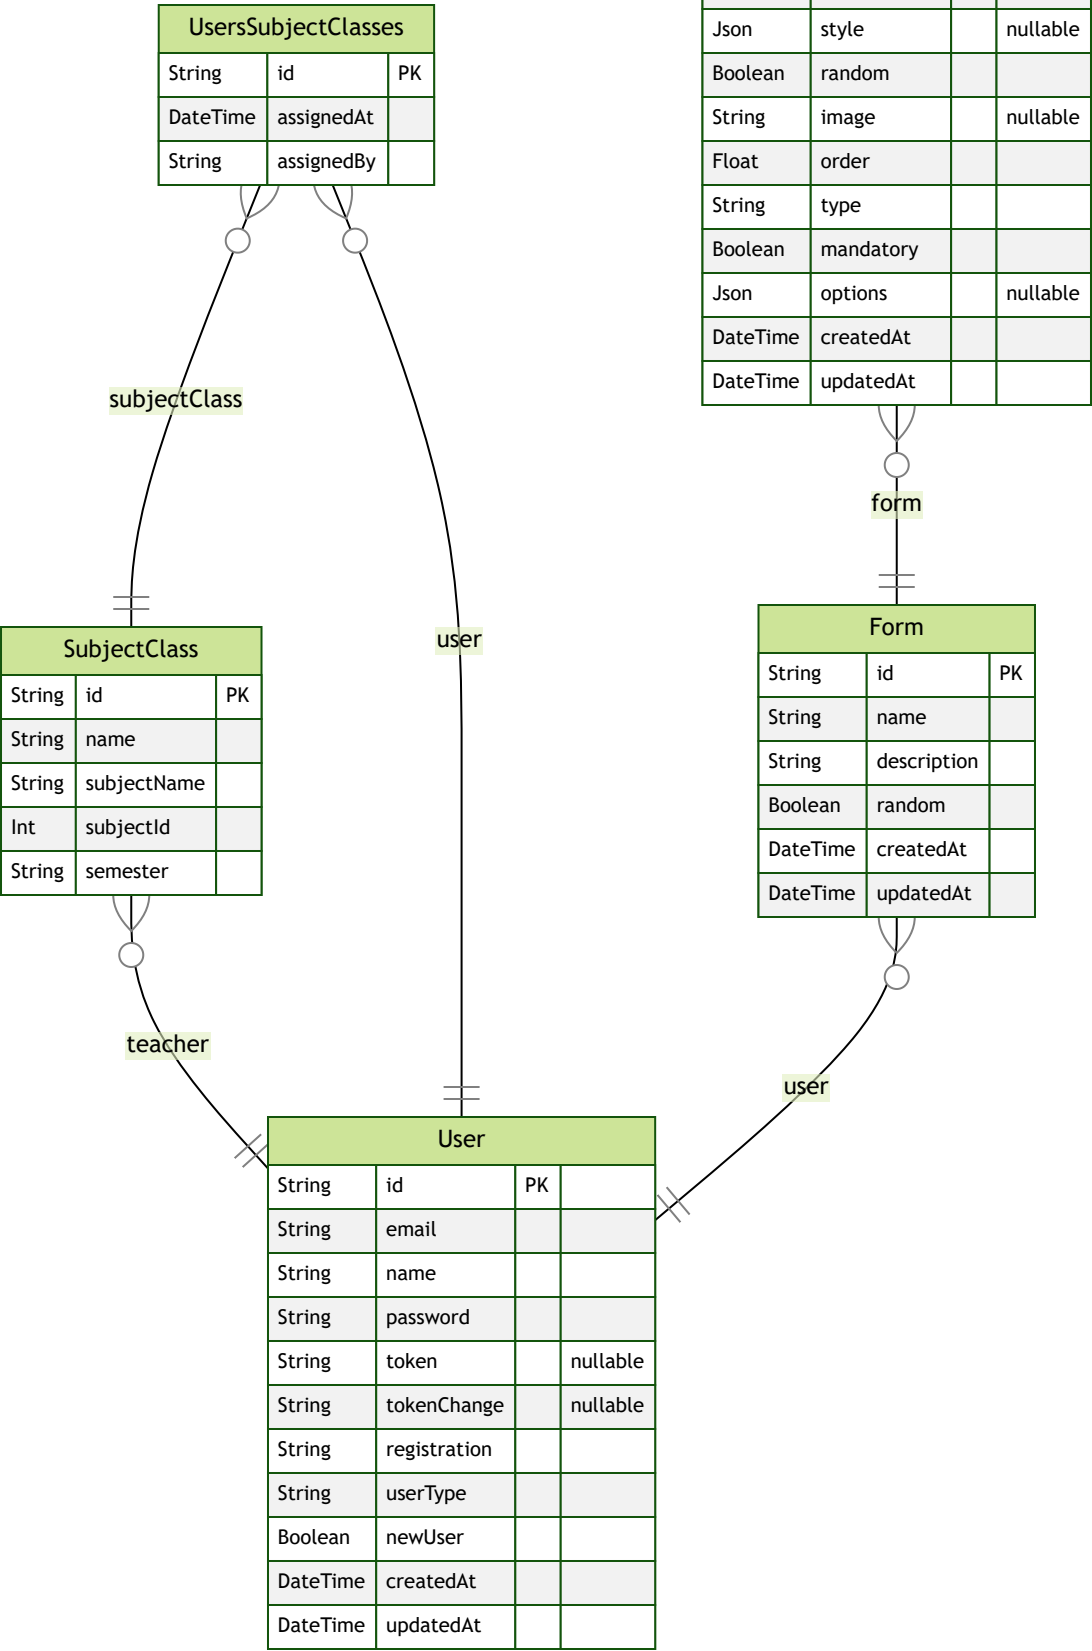 UsersSubjectClasses
String id PK
DateTime assignedAt
String assignedBy
Json style nullable
Boolean random
String image nullable
Float order
String type
Boolean mandatory
Json options nullable
DateTime createdAt
DateTime updatedAt
subjectClass
form
user
SubjectClass
String id PK
String name
String subjectName
Int subjectId
String semester
Form
String id PK
String name
String description
Boolean random
DateTime createdAt
DateTime updatedAt
teacher
user
User
String id PK
String email
String name
String password
String token nullable
String tokenChange nullable
String registration
String userType
Boolean newUser
DateTime createdAt
DateTime updatedAt